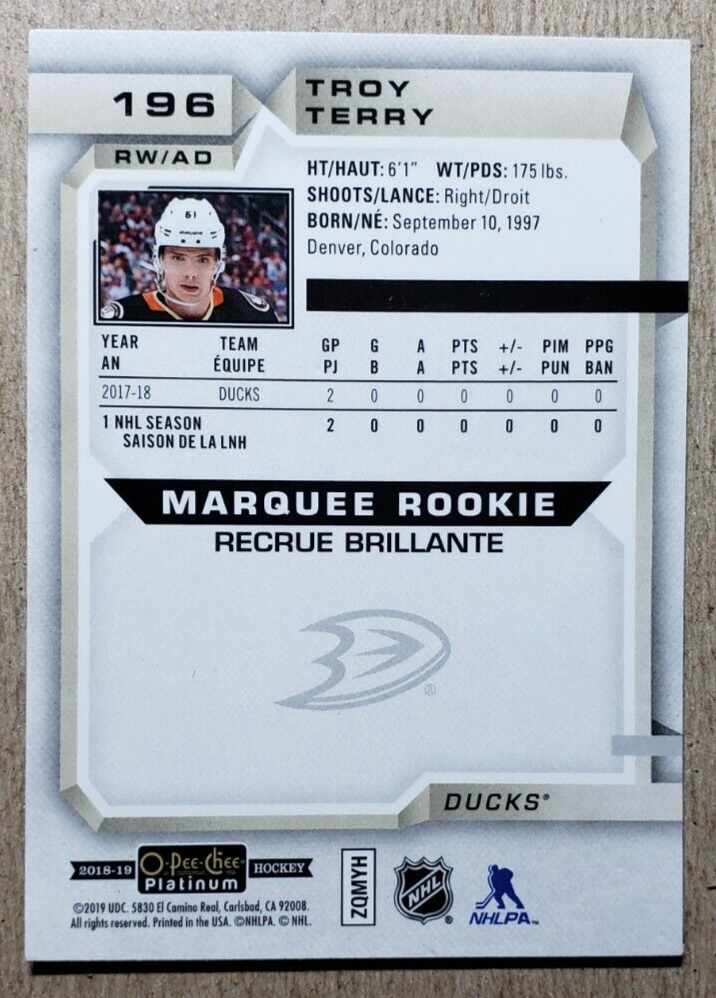 196
TROY
TERRY
RW/AD
HT/HAUT: 6'1" WT/PDS: 175 lbs.
SHOOTS/LANCE: Right/Droit
BORN/NÉ: September 10, 1997
Denver, Colorado
61
BAUER
YEAR TEAM GP G A PTS +/- PIM PPG
AN ÉQUIPE PJ B A PTS +/- PUN BAN
2017-18 DUCKS 2 0 0 0 0 0 0
1 NHL SEASON 2 0 0 0 0 0 0
SAISON DE LA LNH
MARQUEE ROOKIE
RECRUE BRILLANTE
®
DUCKS®
2018-19 O-Pee-Chee Platinum HOCKEY
©2019 UDC. 5830 El Camino Real, Carlsbad, CA 92008.
All rights reserved. Printed in the USA. ©NHLPA. © NHL.
ZQMYH
NHL ®
NHLPA™